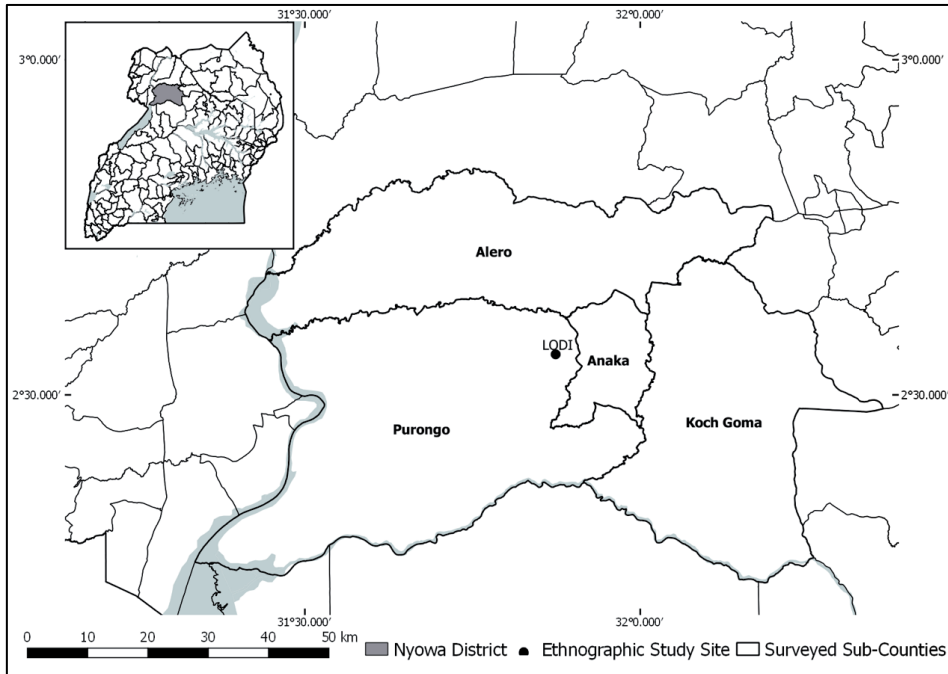 31°30.000'
32°0.000'
3°0.000'
3°0.000'
Alero
LODI
Anaka
2°30.000'
2°30.000'
Purongo
Koch Goma
31°30.000'
32°0.000'
0 10 20 30 40 50 km
Nyowa District
Ethnographic Study Site
Surveyed Sub-Counties